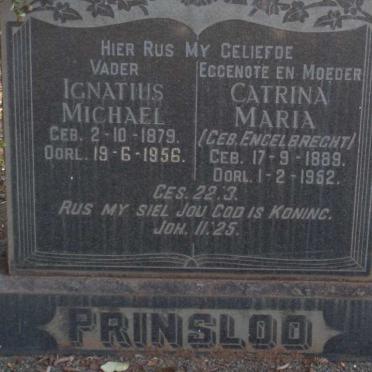 HIER RUS MY GELIEFDE
VADER
IGNATIUS
MICHAEL
GEB. 2-10-1879.
OORL. 19-6-1956.
EGGENOTE EN MOEDER
CATRINA
MARIA
(GEB. ENGELBRECHT)
GEB. 17-9-1889.
OORL. 1-2-1952.
GES. 22.3.
RUS MY SIEL JOU GOD IS KONING.
JOH. 11:25.
PRINSLOO